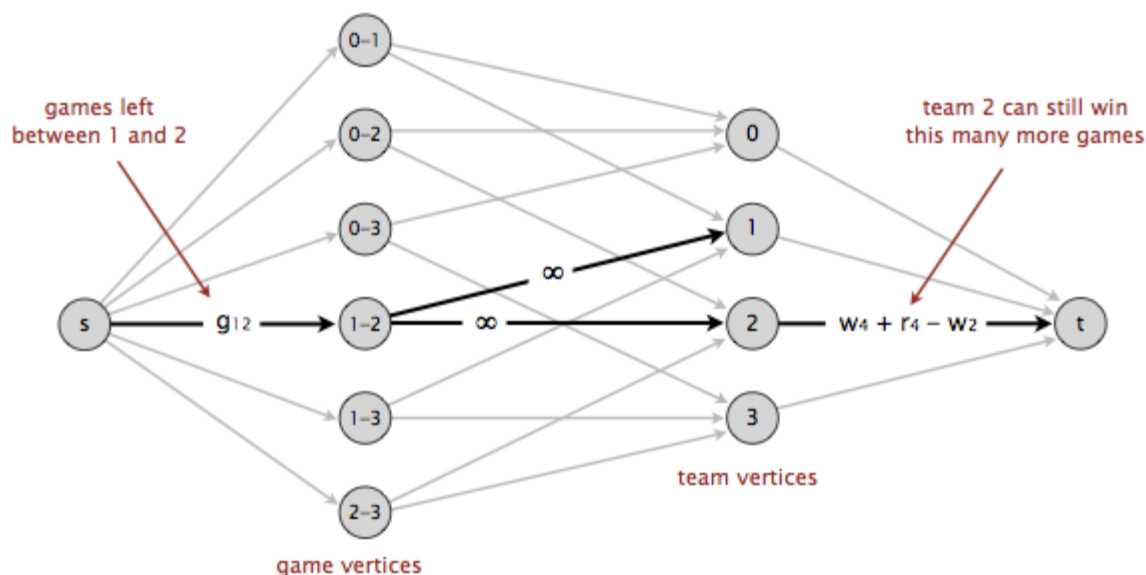 0-1
games left
between 1 and 2
team 2 can still win
this many more games
0-2
0
0-3
1
∞
s
g12
1-2
∞
2
w4 + r4 − w2
t
1-3
3
team vertices
2-3
game vertices